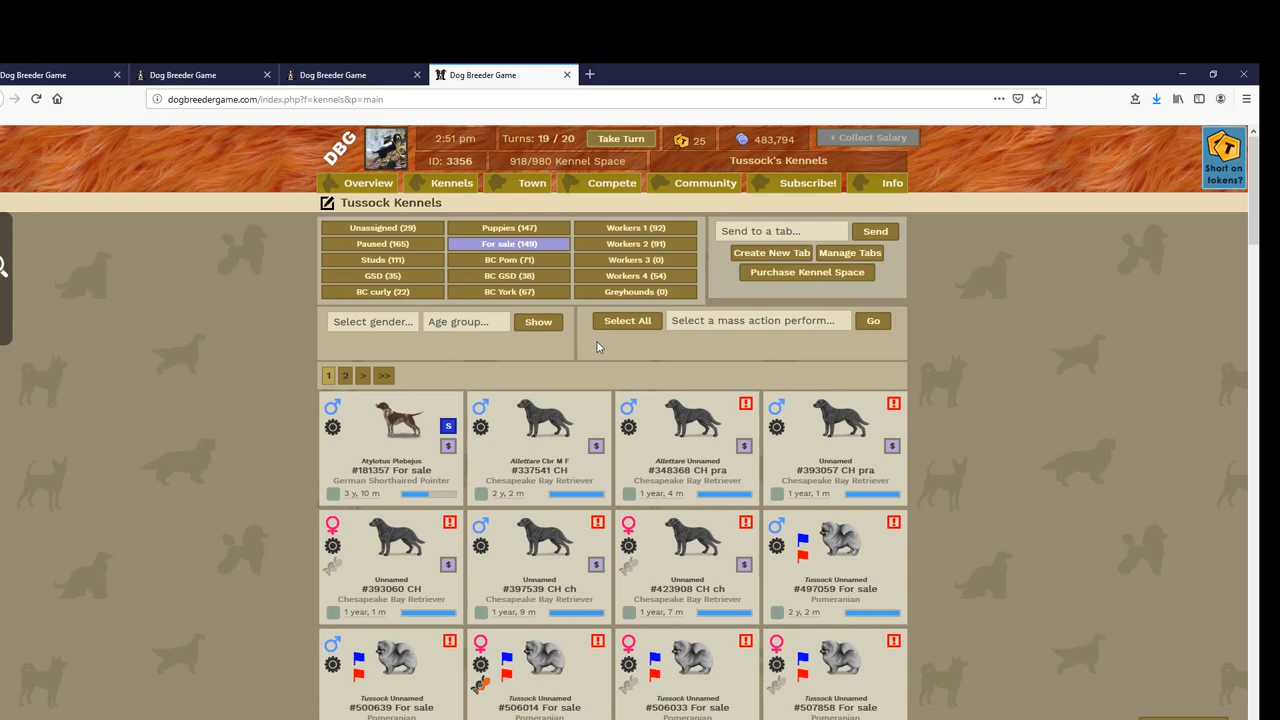 Dog Breeder Game
Dog Breeder Game
Dog Breeder Game
Dog Breeder Game
dogbreedergame.com/index.php?f=kennels&p=main
DBG
2:51 pm
Turns: 19 / 20
Take Turn
25
483,794
+ Collect Salary
ID: 3356
918/980 Kennel Space
Tussock's Kennels
Short on
tokens?
Overview
Kennels
Town
Compete
Community
Subscribe!
Info
Tussock Kennels
Unassigned (29)
Puppies (147)
Workers 1 (92)
Paused (165)
For sale (149)
Workers 2 (91)
Studs (111)
BC Pom (71)
Workers 3 (0)
GSD (35)
BC GSD (38)
Workers 4 (54)
BC curly (22)
BC York (67)
Greyhounds (0)
Send to a tab...
Send
Create New Tab
Manage Tabs
Purchase Kennel Space
Select gender...
Age group...
Show
Select All
Select a mass action perform...
Go
1 2 > >>
S
$
Atylotus Plebejus
#181357 For sale
German Shorthaired Pointer
3 y, 10 m
$
Allettare Cbr M F
#337541 CH
Chesapeake Bay Retriever
2 y, 2 m
!
$
Allettare Unnamed
#348368 CH pra
Chesapeake Bay Retriever
1 year, 4 m
!
$
Unnamed
#393057 CH pra
Chesapeake Bay Retriever
1 year, 1 m
!
$
Unnamed
#393060 CH
Chesapeake Bay Retriever
1 year, 1 m
!
$
Unnamed
#397539 CH ch
Chesapeake Bay Retriever
1 year, 9 m
!
$
Unnamed
#423908 CH ch
Chesapeake Bay Retriever
1 year, 7 m
!
Tussock Unnamed
#497059 For sale
Pomeranian
2 y, 2 m
!
Tussock Unnamed
#500639 For sale
Pomeranian
!
Tussock Unnamed
#506014 For sale
Pomeranian
!
Tussock Unnamed
#506033 For sale
Pomeranian
!
Tussock Unnamed
#507858 For sale
Pomeranian